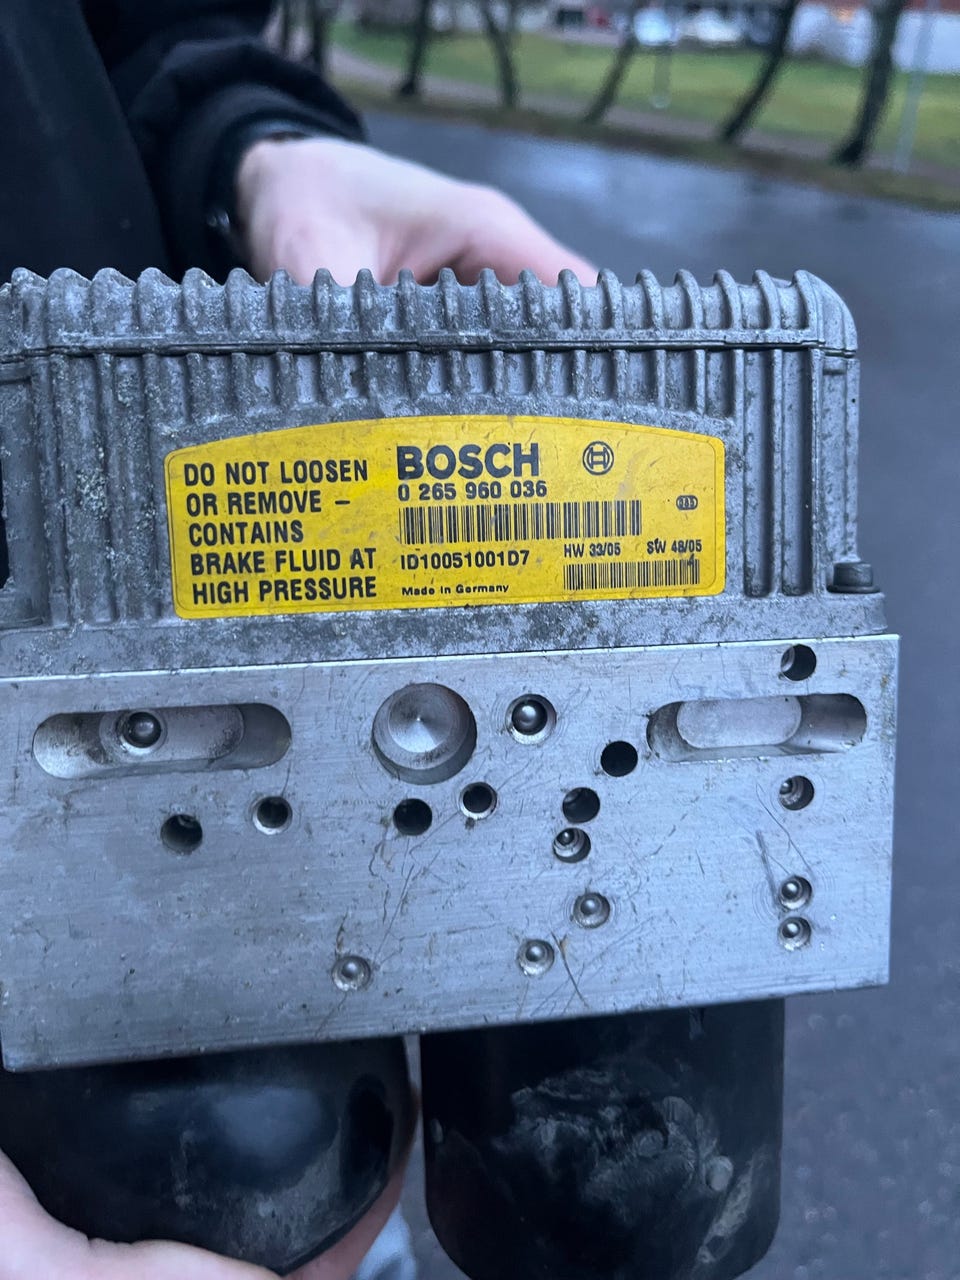 DO NOT LOOSEN
OR REMOVE –
CONTAINS
BRAKE FLUID AT
HIGH PRESSURE
BOSCH
0 265 960 036
ID10051001D7
HW 33/05 SW 48/05
Made in Germany